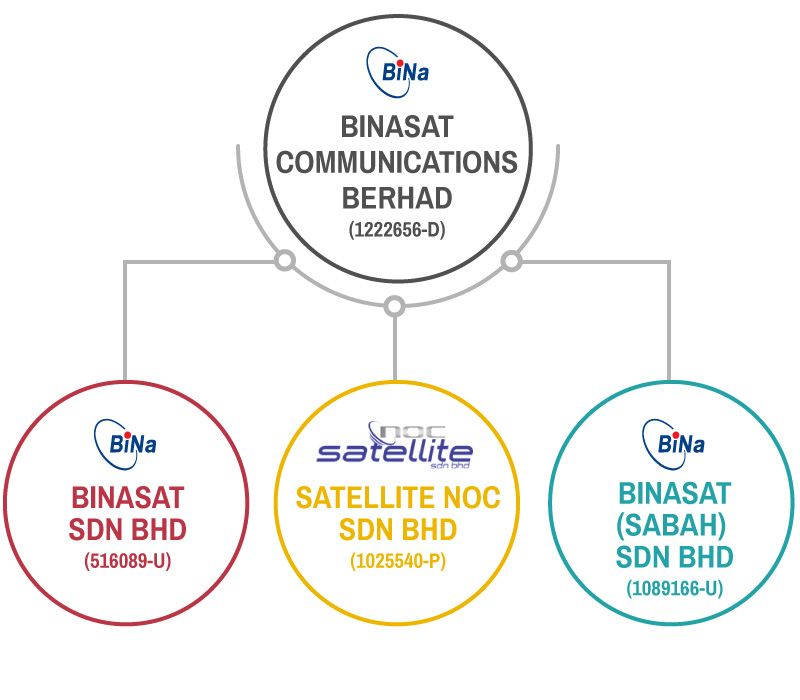 BiNa
BINASAT
COMMUNICATIONS
BERHAD
(1222656-D)
BiNa
BINASAT
SDN BHD
(516089-U)
noc
satellite
sdn bhd
SATELLITE NOC
SDN BHD
(1025540-P)
BiNa
BINASAT
(SABAH)
SDN BHD
(1089166-U)